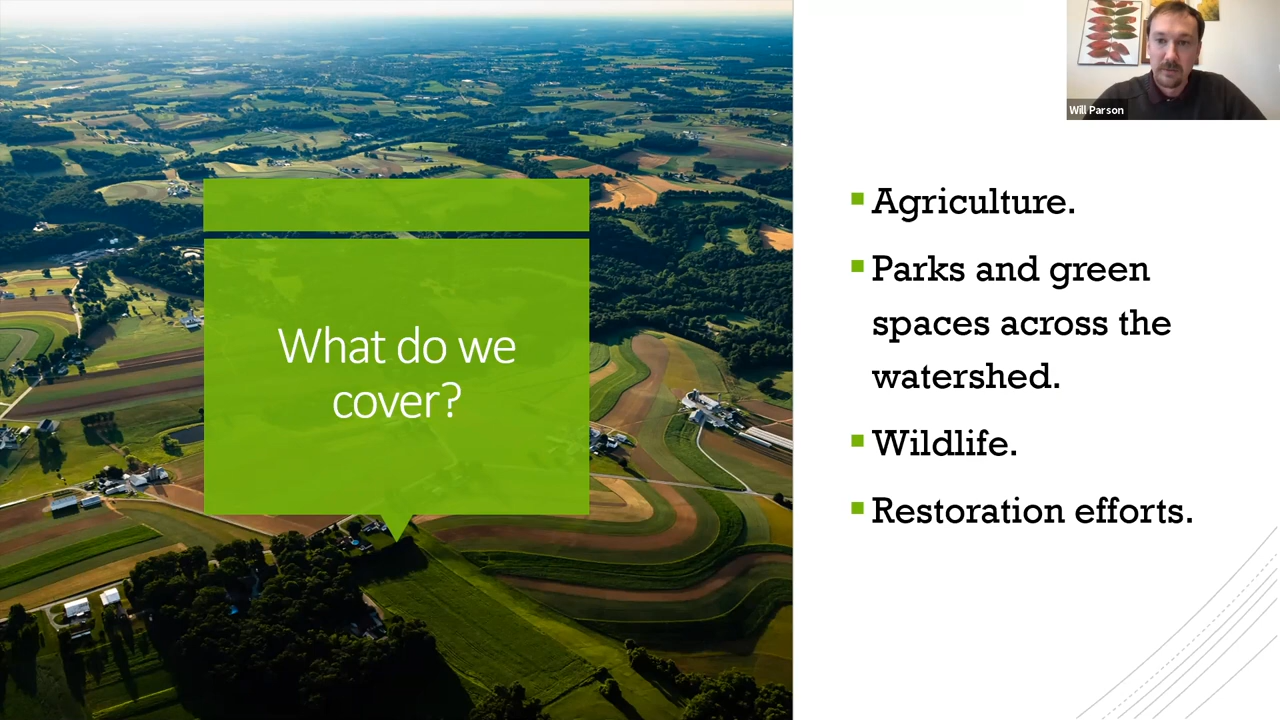 Will Parson
What do we
cover?
Agriculture.
Parks and green
spaces across the
watershed.
Wildlife.
Restoration efforts.